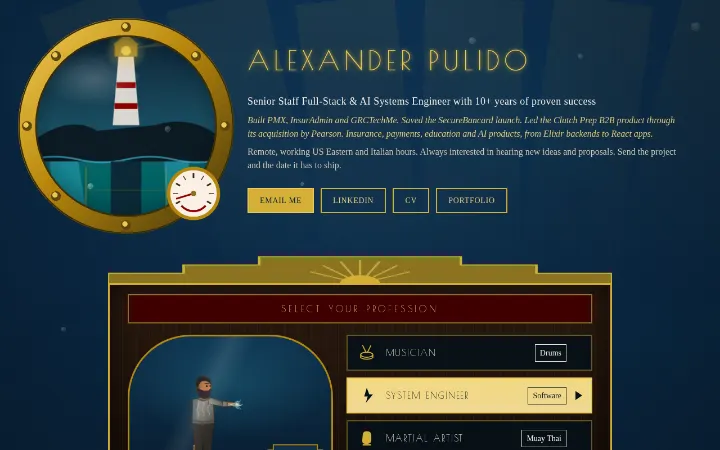 ALEXANDER PULIDO
Senior Staff Full-Stack & AI Systems Engineer with 10+ years of proven success
Built PMX, InsurAdmin and GRCTechMe. Saved the SecureBancard launch. Led the Clutch Prep B2B product through
its acquisition by Pearson. Insurance, payments, education and AI products, from Elixir backends to React apps.
Remote, working US Eastern and Italian hours. Always interested in hearing new ideas and proposals. Send the project
and the date it has to ship.
EMAIL ME
LINKEDIN
CV
PORTFOLIO
SELECT YOUR PROFESSION
MUSICIAN
Drums
SYSTEM ENGINEER
Software
MARTIAL ARTIST
Muay Thai